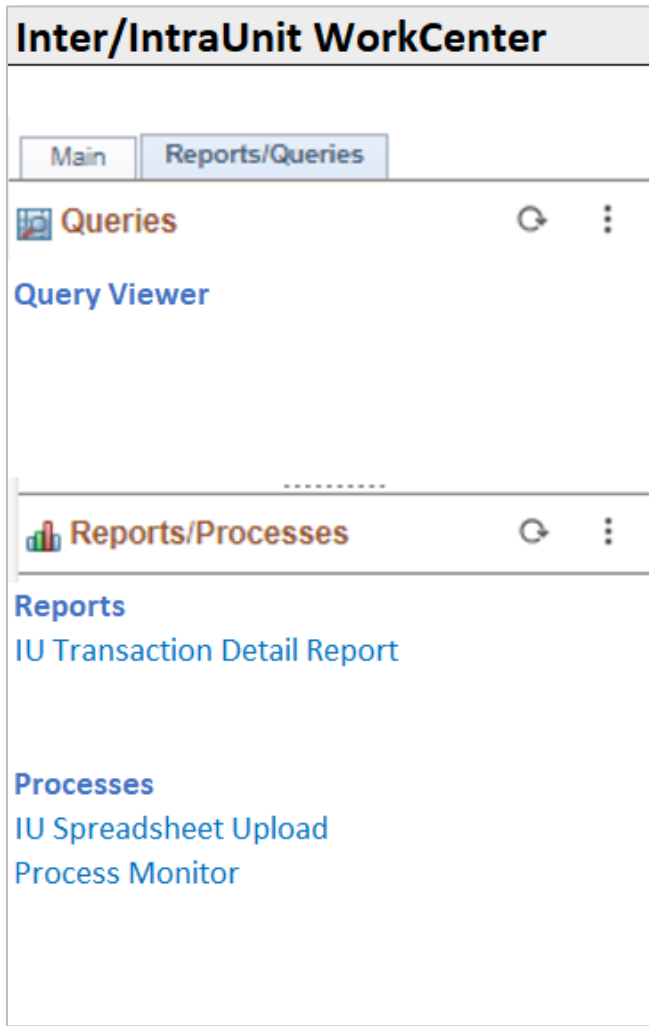 Inter/IntraUnit WorkCenter
Main Reports/Queries
Queries
Query Viewer
Reports/Processes
Reports
IU Transaction Detail Report
Processes
IU Spreadsheet Upload
Process Monitor